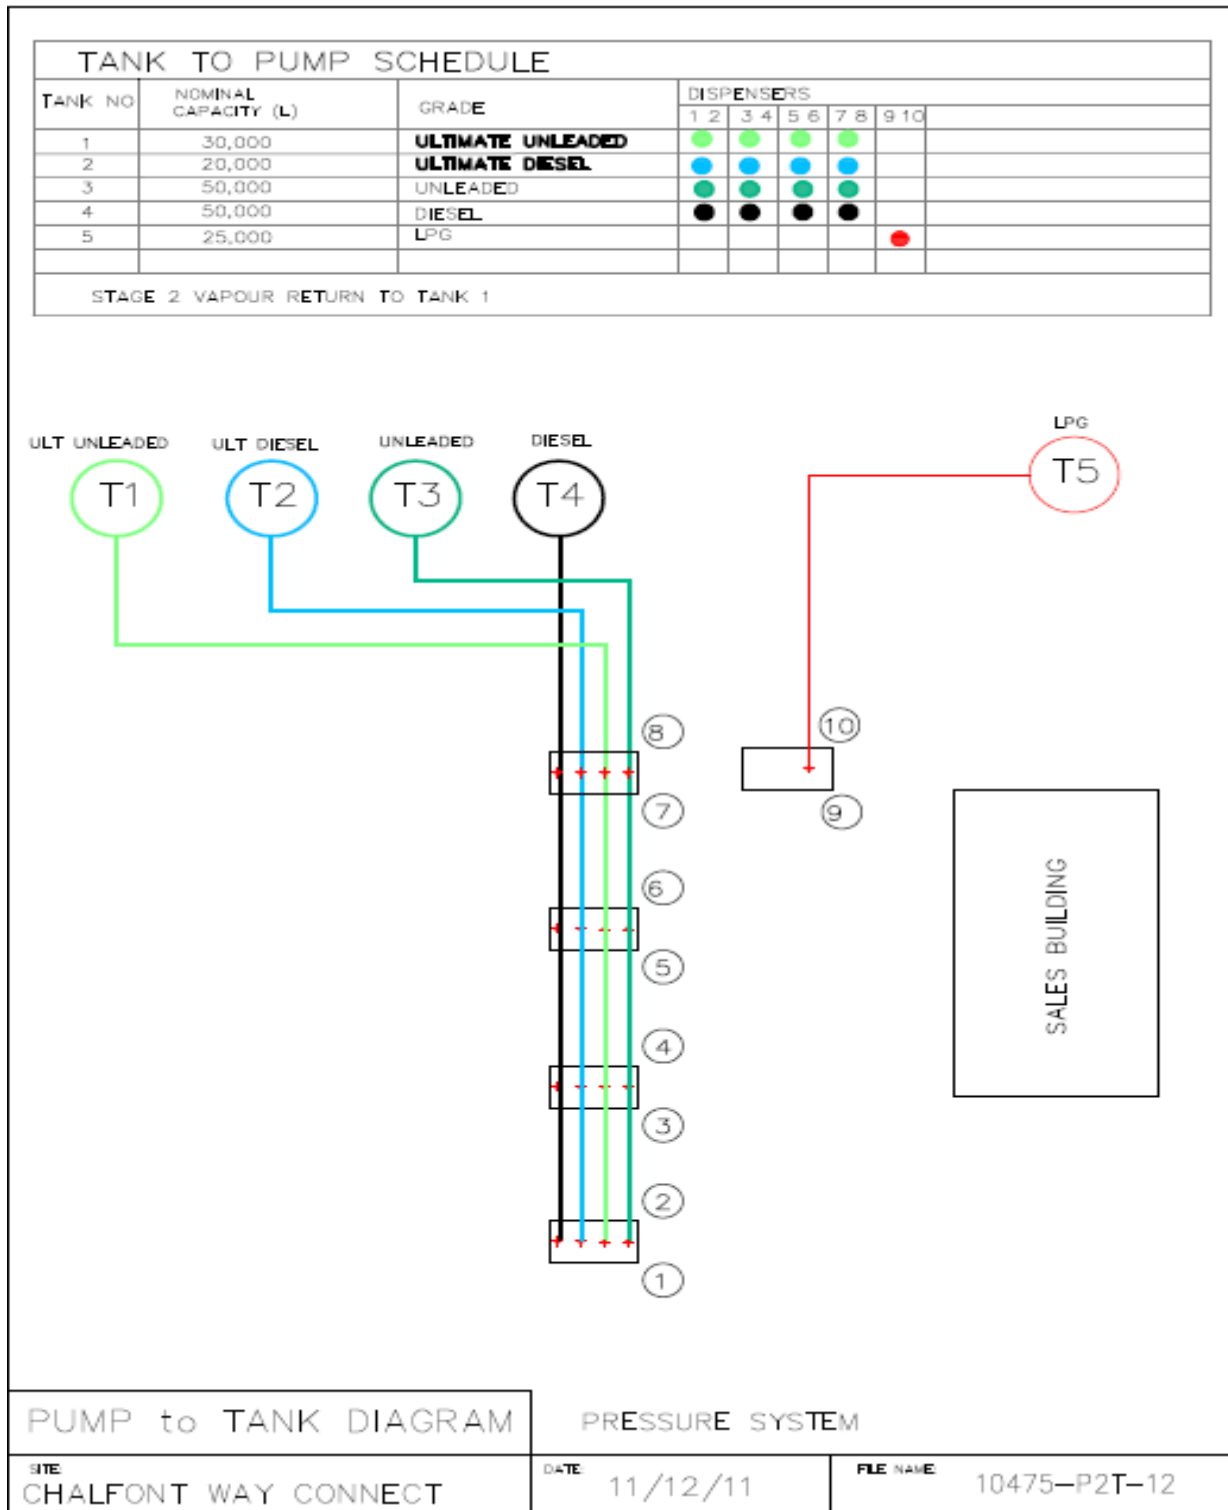 TANK TO PUMP SCHEDULE
TANK NO NOMINAL CAPACITY (L) GRADE DISPENSERS
1 2 3 4 5 6 7 8 9 10
1 30,000 ULTIMATE UNLEADED
2 20,000 ULTIMATE DIESEL
3 50,000 UNLEADED
4 50,000 DIESEL
5 25,000 LPG
STAGE 2 VAPOUR RETURN TO TANK 1
ULT UNLEADED ULT DIESEL UNLEADED DIESEL LPG
T1 T2 T3 T4 T5
8 10
7 9
6
5
4
3
2
1
SALES BUILDING
PUMP to TANK DIAGRAM PRESSURE SYSTEM
SITE: DATE: FILE NAME:
CHALFONT WAY CONNECT 11/12/11 10475-P2T-12